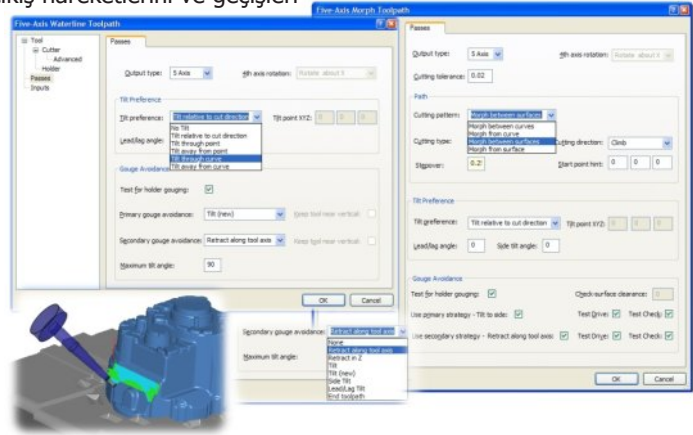 kış hareketlerini ve geçişleri
Five-Axis Waterline Toolpath
Tool
Cutter
Advanced
Holder
Passes
Inputs
Passes
Output type: 5 Axis 4th axis rotation: Rotate about X
Tilt Preference
Tilt preference: Tilt relative to cut direction Tilt point XYZ: 0 0 0
No Tilt
Tilt relative to cut direction
Tilt through point
Tilt away from point
Tilt through curve
Tilt away from curve
Lead/lag angle:
Gouge Avoidance
Test for holder gouging:
Primary gouge avoidance: Tilt (new) Keep tool near vertical:
Secondary gouge avoidance: Retract along tool axis Keep tool near vertical:
Maximum tilt angle: 90
OK Cancel
Secondary gouge avoidance: Retract along tool axis
None
Retract along tool axis
Retract in Z
Tilt
Tilt (new)
Side Tilt
Lead/Lag Tilt
End toolpath
Maximum tilt angle:
Five-Axis Morph Toolpath
Passes
Output type: 5 Axis 4th axis rotation: Rotate about X
Cutting tolerance: 0.02
Path
Cutting pattern: Morph between surfaces
Morph between curves
Morph from curve
Morph between surfaces
Morph from surface
Cutting type: Cutting direction: Climb
Stepover: 0.2 Start point hint: 0 0 0
Tilt Preference
Tilt preference: Tilt relative to cut direction Tilt point XYZ: 0 0 0
Lead/lag angle: 0 Side tilt angle: 0
Gouge Avoidance
Test for holder gouging: Check-surface clearance: 0
Use primary strategy - Tilt to side: Test Drive: Test Check:
Use secondary strategy - Retract along tool axis: Test Drive: Test Check:
OK Cancel